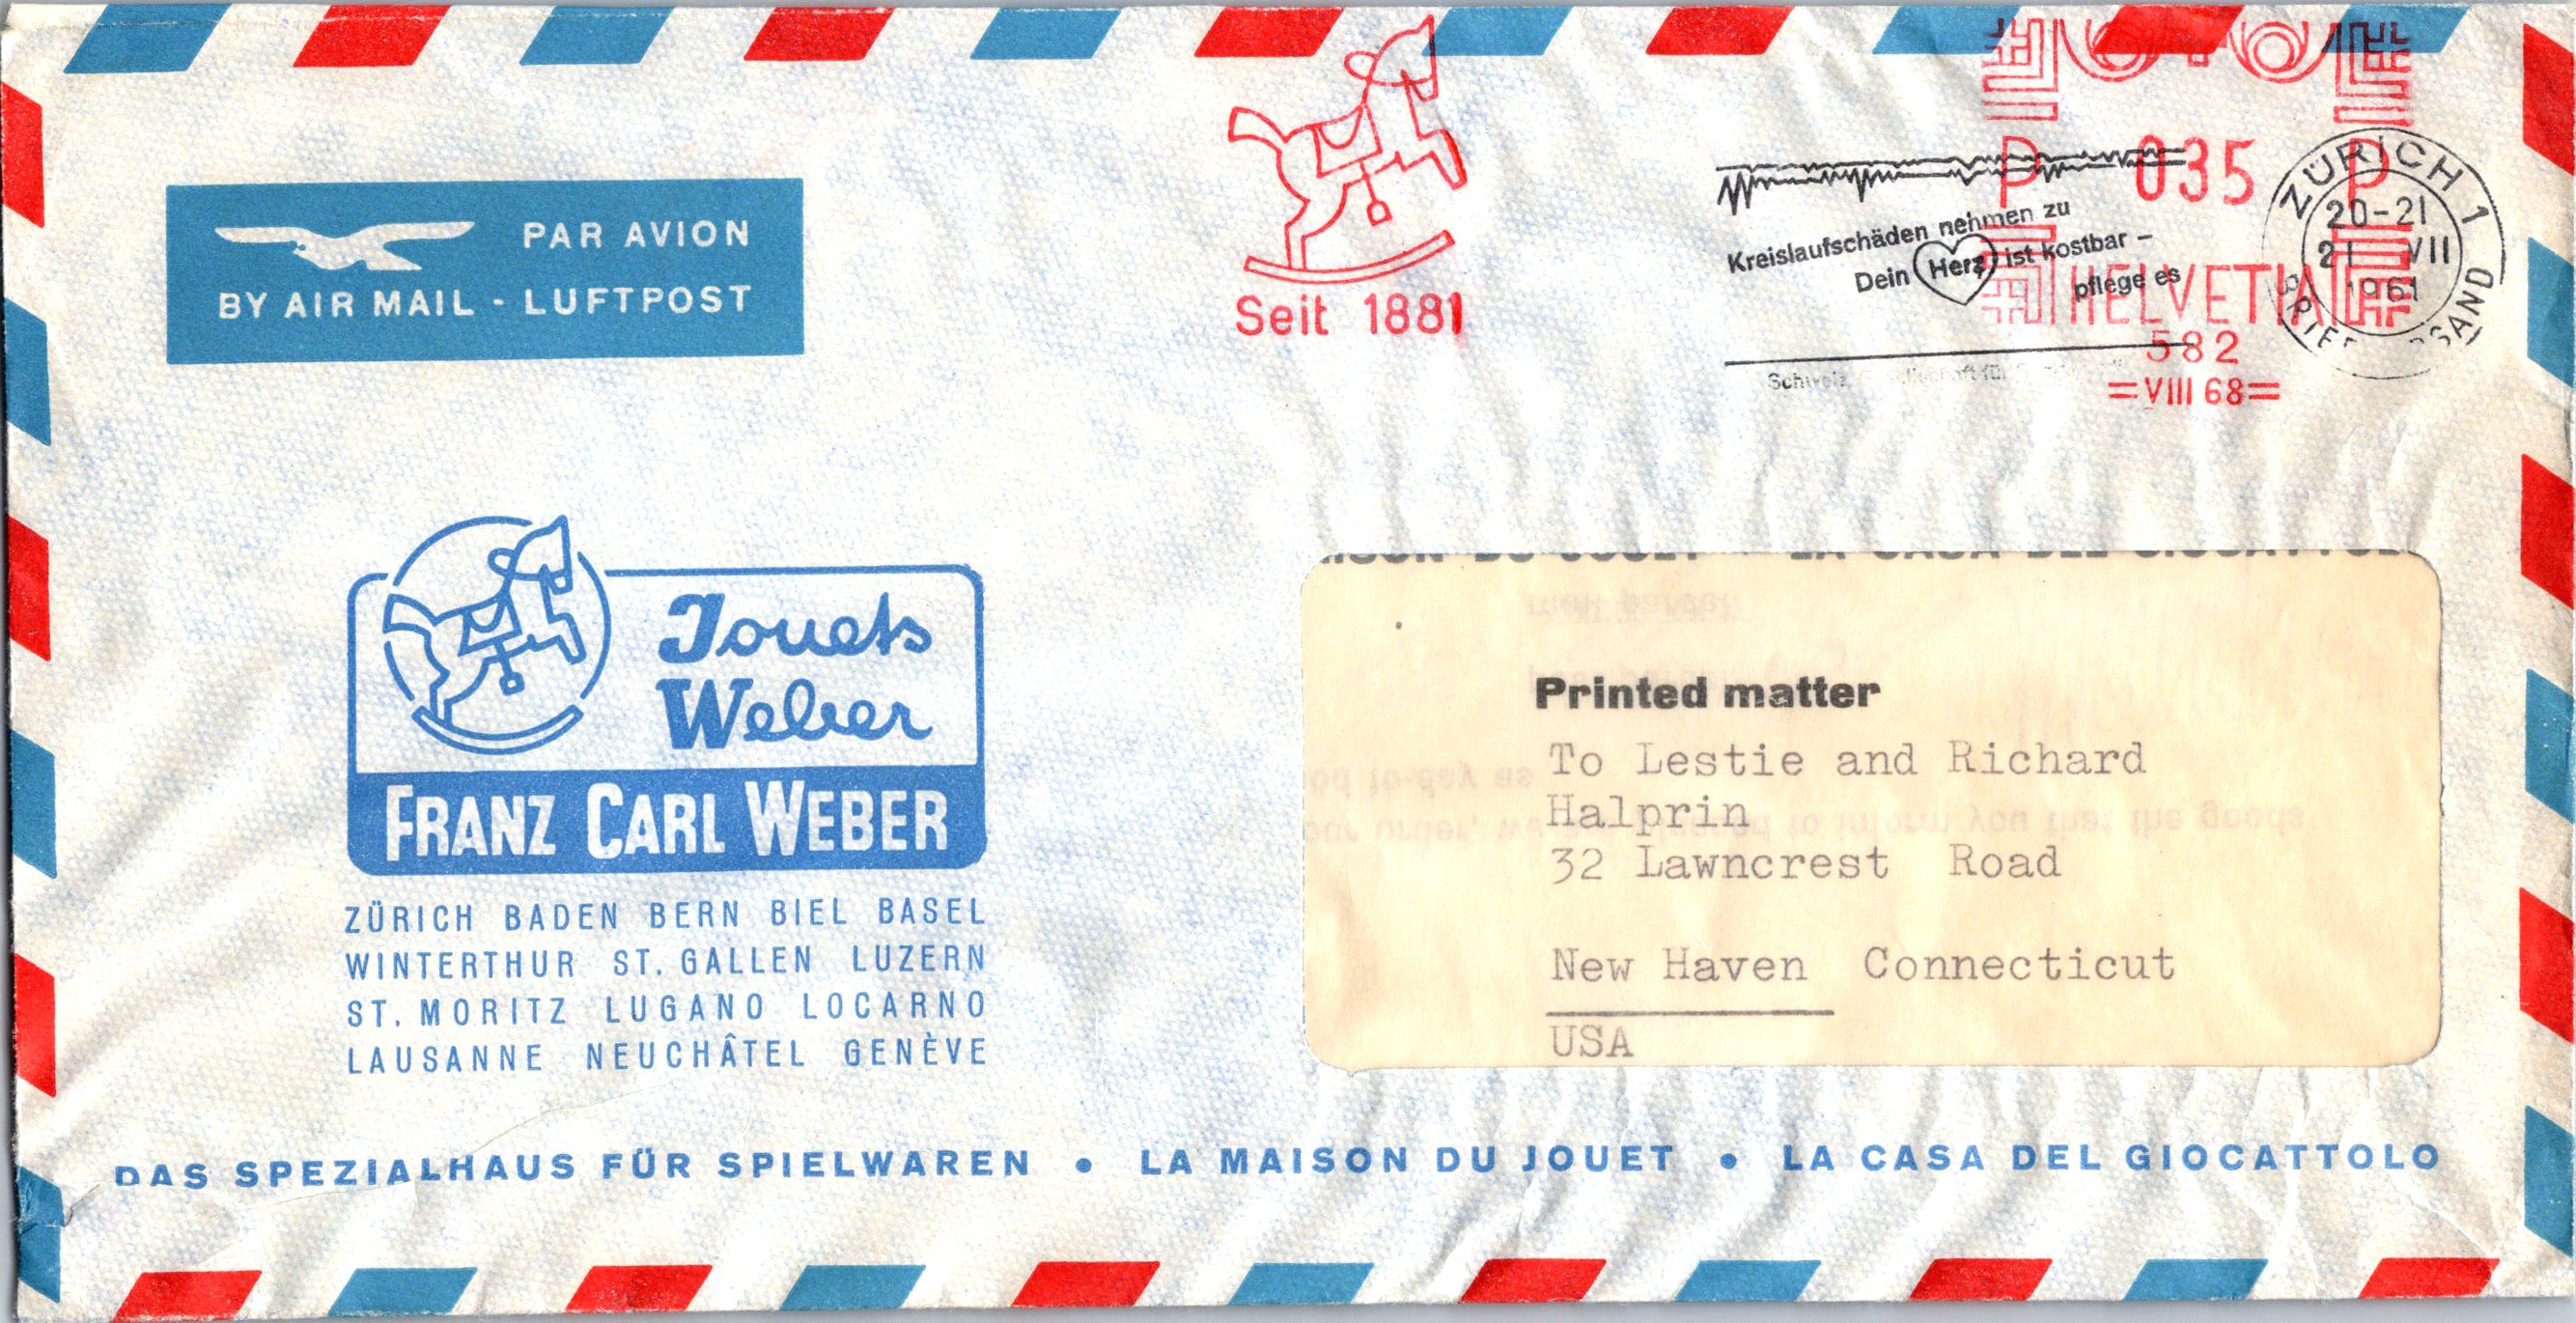 PAR AVION
BY AIR MAIL - LUFTPOST
Seit 1881
P 035 P
HELVETIA
582
=VIII 68=
Kreislaufschäden nehmen zu
Dein Herz ist kostbar –
pflege es
Schweiz.
ZÜRICH 1
20-21
21 VII
1961
Jouets
Weber
FRANZ CARL WEBER
ZÜRICH BADEN BERN BIEL BASEL
WINTERTHUR ST. GALLEN LUZERN
ST. MORITZ LUGANO LOCARNO
LAUSANNE NEUCHÂTEL GENÈVE
Printed matter
To Lestie and Richard
Halprin
32 Lawncrest Road
New Haven Connecticut
USA
DAS SPEZIALHAUS FÜR SPIELWAREN • LA MAISON DU JOUET • LA CASA DEL GIOCATTOLO